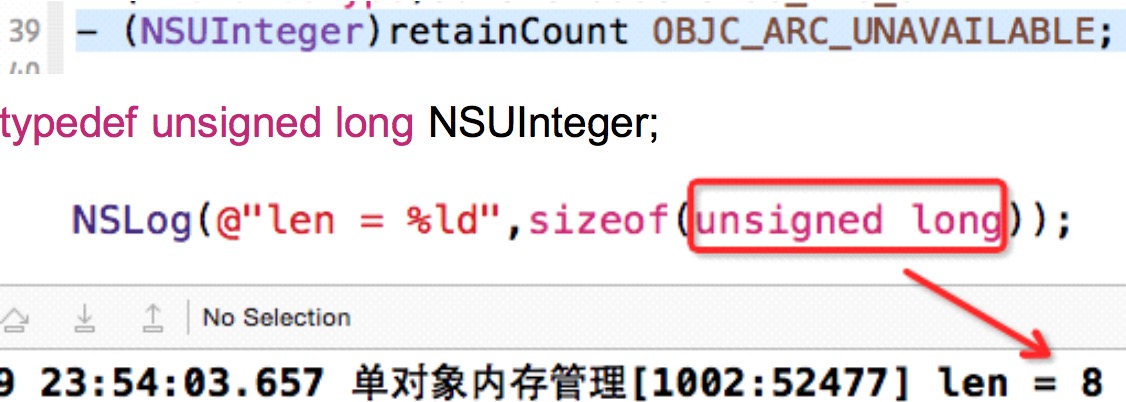 39 - (NSUInteger)retainCount OBJC_ARC_UNAVAILABLE;
40
typedef unsigned long NSUInteger;
NSLog(@"len = %ld",sizeof(unsigned long));
No Selection
9 23:54:03.657 单对象内存管理[1002:52477] len = 8